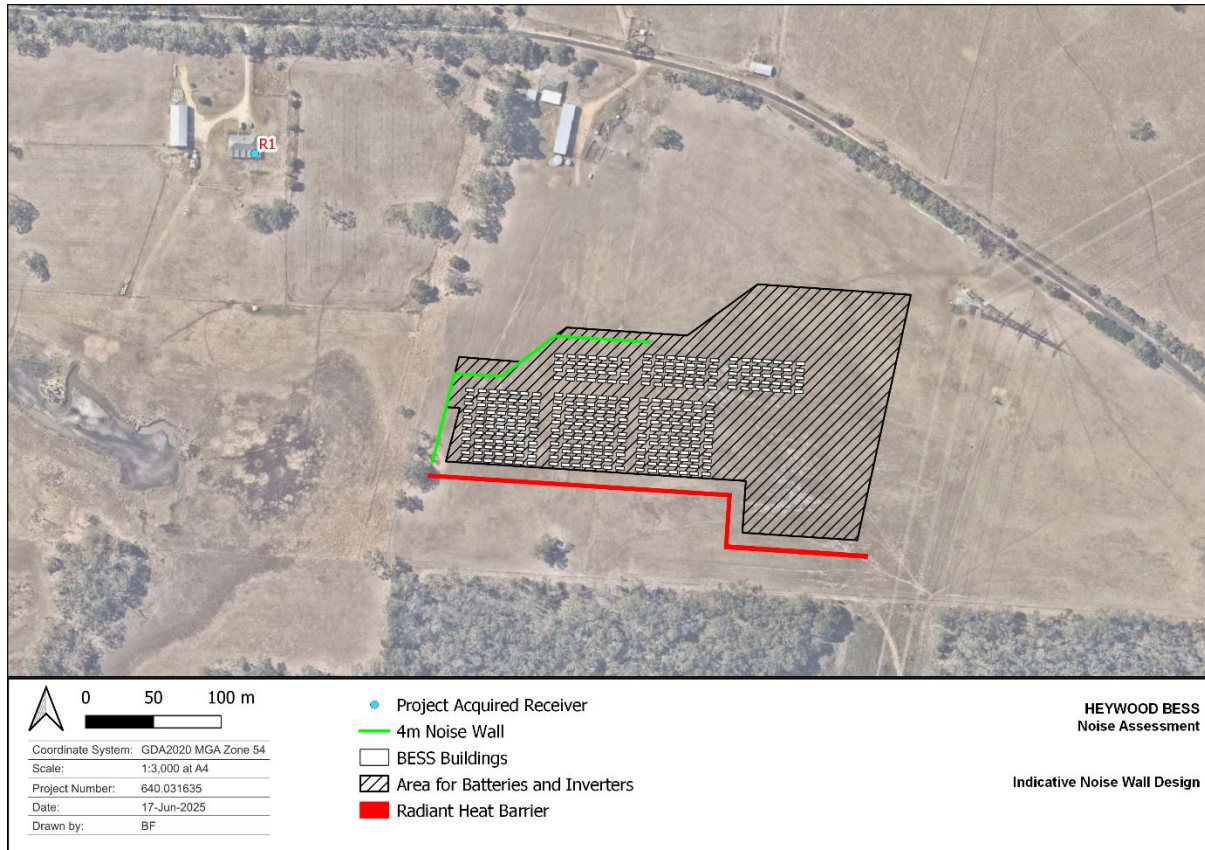 R1
0 50 100 m
Coordinate System: GDA2020 MGA Zone 54
Scale: 1:3,000 at A4
Project Number: 640.031635
Date: 17-Jun-2025
Drawn by: BF
Project Acquired Receiver
4m Noise Wall
BESS Buildings
Area for Batteries and Inverters
Radiant Heat Barrier
HEYWOOD BESS
Noise Assessment
Indicative Noise Wall Design